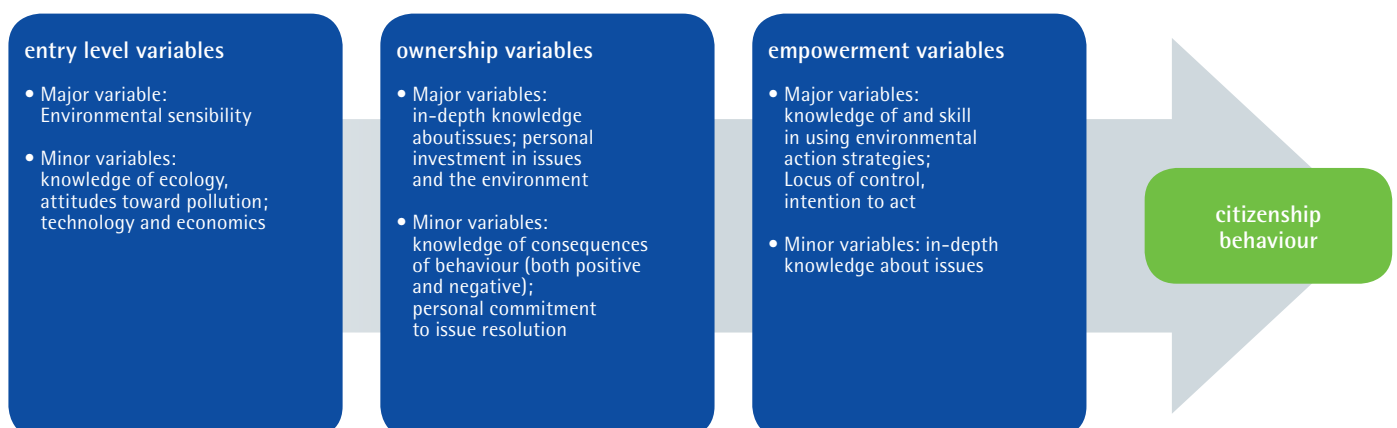 entry level variables
• Major variable:
Environmental sensibility
• Minor variables:
knowledge of ecology,
attitudes toward pollution;
technology and economics
ownership variables
• Major variables:
in-depth knowledge
aboutissues; personal
investment in issues
and the environment
• Minor variables:
knowledge of consequences
of behaviour (both positive
and negative);
personal commitment
to issue resolution
empowerment variables
• Major variables:
knowledge of and skill
in using environmental
action strategies;
Locus of control,
intention to act
• Minor variables: in-depth
knowledge about issues
citizenship
behaviour